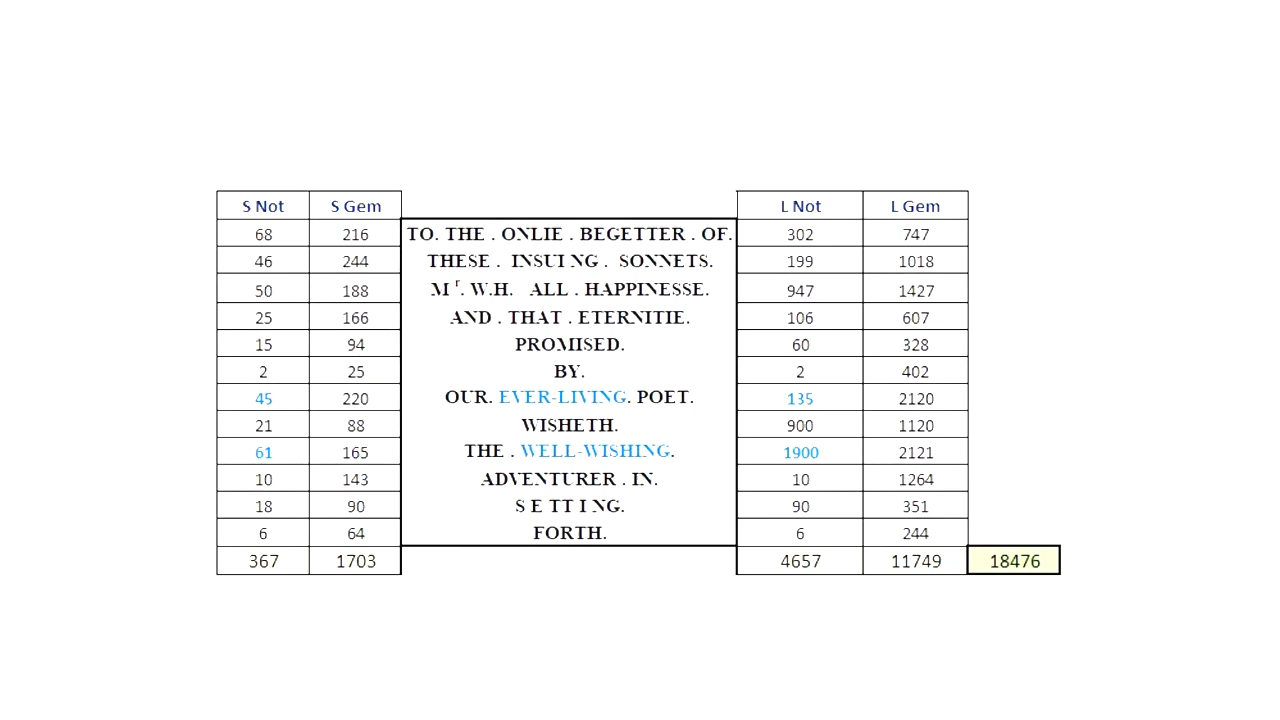 S Not S Gem L Not L Gem
68 216 TO. THE . ONLIE . BEGETTER . OF. 302 747
46 244 THESE . INSUING . SONNETS. 199 1018
50 188 M r. W.H. ALL . HAPPINESSE. 947 1427
25 166 AND . THAT . ETERNITIE. 106 607
15 94 PROMISED. 60 328
2 25 BY. 2 402
45 220 OUR. EVER-LIVING. POET. 135 2120
21 88 WISHETH. 900 1120
61 165 THE . WELL-WISHING. 1900 2121
10 143 ADVENTURER . IN. 10 1264
18 90 S E T T I NG. 90 351
6 64 FORTH. 6 244
367 1703 4657 11749 18476